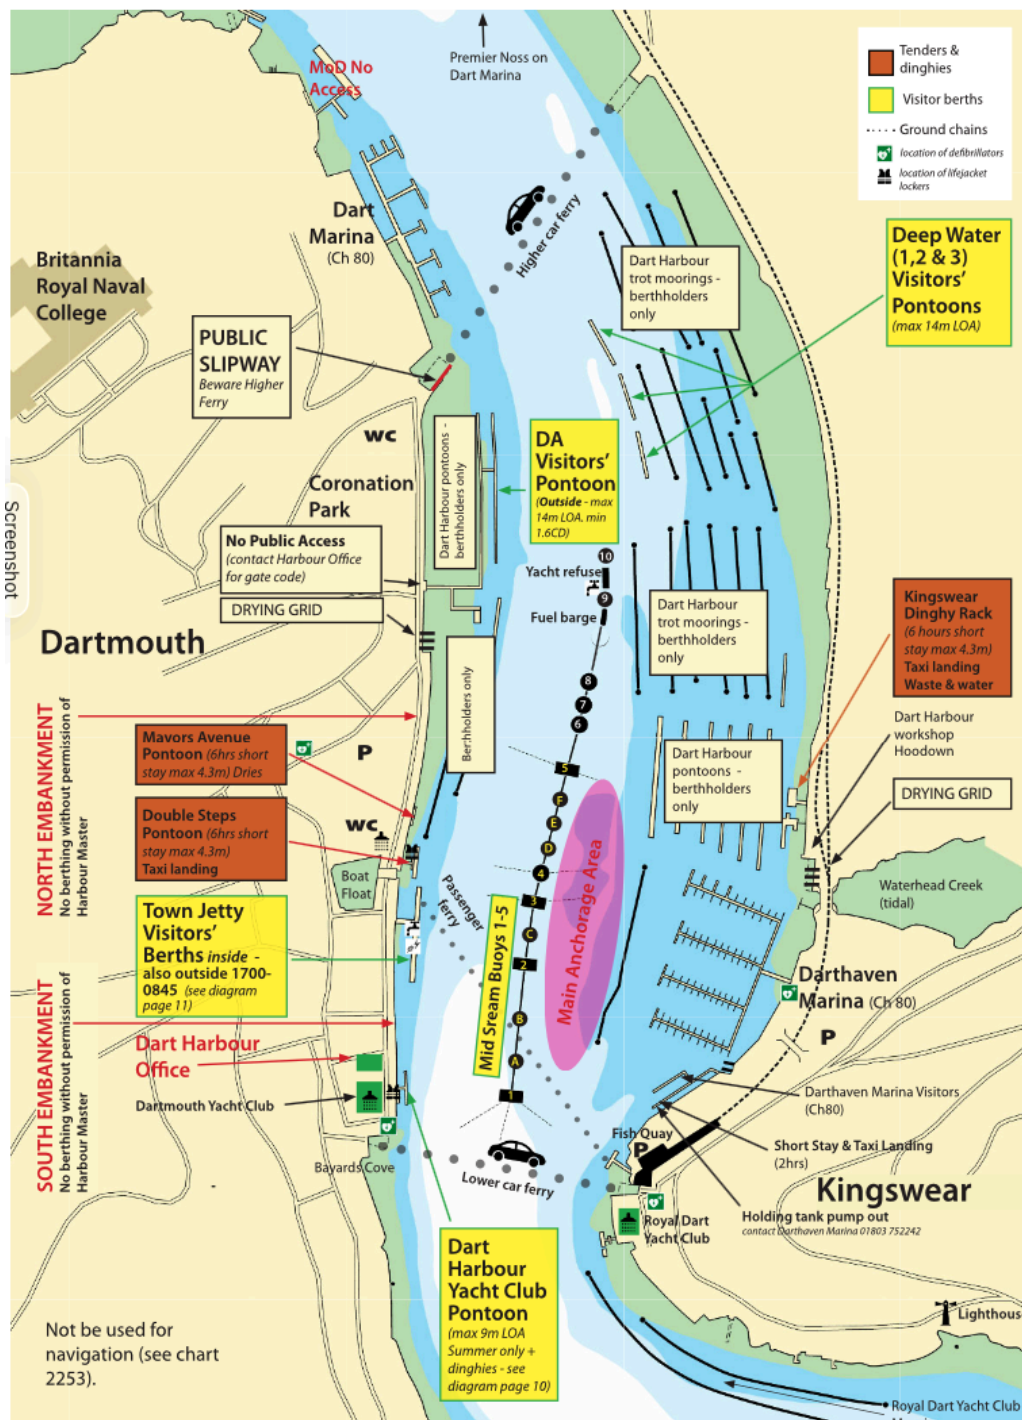 Premier Noss on
Dart Marina
Tenders &
dinghies
Visitor berths
Ground chains
location of defibrillators
location of lifejacket
lockers
MoD No
Access
Dart
Marina
(Ch 80)
Higher car ferry
Britannia
Royal Naval
College
Deep Water
(1,2 & 3)
Visitors'
Pontoons
(max 14m LOA)
Dart Harbour
trot moorings -
berthholders
only
PUBLIC
SLIPWAY
Beware Higher
Ferry
WC
Coronation
Park
Dart Harbour pontoons -
berthholders only
DA
Visitors'
Pontoon
(Outside - max
14m LOA. min
1.6CD)
Screenshot
No Public Access
(contact Harbour Office
for gate code)
DRYING GRID
10
Yacht refuse
9
Fuel barge
Dart Harbour
trot moorings -
berthholders
only
Kingswear
Dinghy Rack
(6 hours short
stay max 4.3m)
Taxi landing
Waste & water
Dartmouth
Berthholders only
8
7
6
5
Dart Harbour
workshop
Hoodown
NORTH EMBANKMENT
No berthing without permission of
Harbour Master
Mavors Avenue
Pontoon (6hrs short
stay max 4.3m) Dries
P
Dart Harbour
pontoons -
berthholders
only
DRYING GRID
Double Steps
Pontoon (6hrs short
stay max 4.3m)
Taxi landing
WC
F
E
D
4
3
C
2
B
A
1
Boat
Float
Passenger
ferry
Main Anchorage Area
Mid Sream Buoys 1-5
Waterhead Creek
(tidal)
Town Jetty
Visitors'
Berths inside -
also outside 1700-
0845 (see diagram
page 11)
Darthaven
Marina (Ch 80)
P
SOUTH EMBANKMENT
No berthing without permission of
Harbour Master
Dart Harbour
Office
Dartmouth Yacht Club
Darthaven Marina Visitors
(Ch80)
Fish Quay
P
Short Stay & Taxi Landing
(2hrs)
Bayards Cove
Lower car ferry
Kingswear
Royal Dart
Yacht Club
Holding tank pump out
contact Darthaven Marina 01803 752242
Dart
Harbour
Yacht Club
Pontoon
(max 9m LOA
Summer only +
dinghies - see
diagram page 10)
Lighthous
Not be used for
navigation (see chart
2253).
Royal Dart Yacht Club